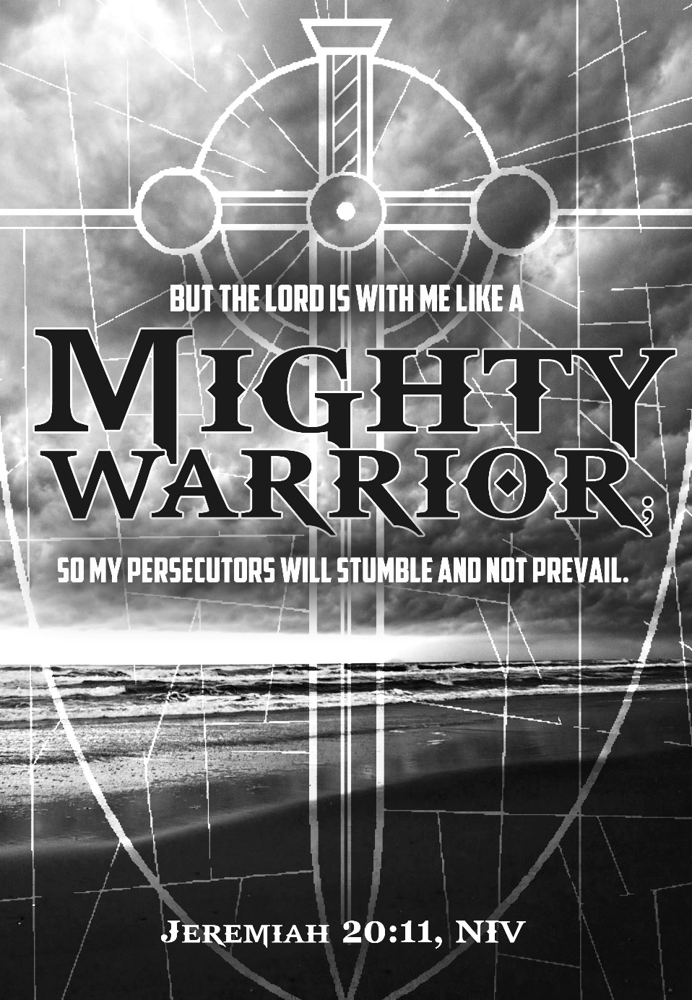 BUT THE LORD IS WITH ME LIKE A
MIGHTY
WARRIOR;
SO MY PERSECUTORS WILL STUMBLE AND NOT PREVAIL.
JEREMIAH 20:11, NIV